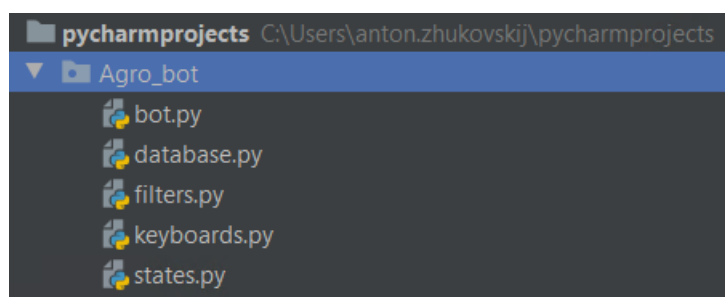 pycharmprojects C:\Users\anton.zhukovskij\pycharmprojects
Agro_bot
bot.py
database.py
filters.py
keyboards.py
states.py